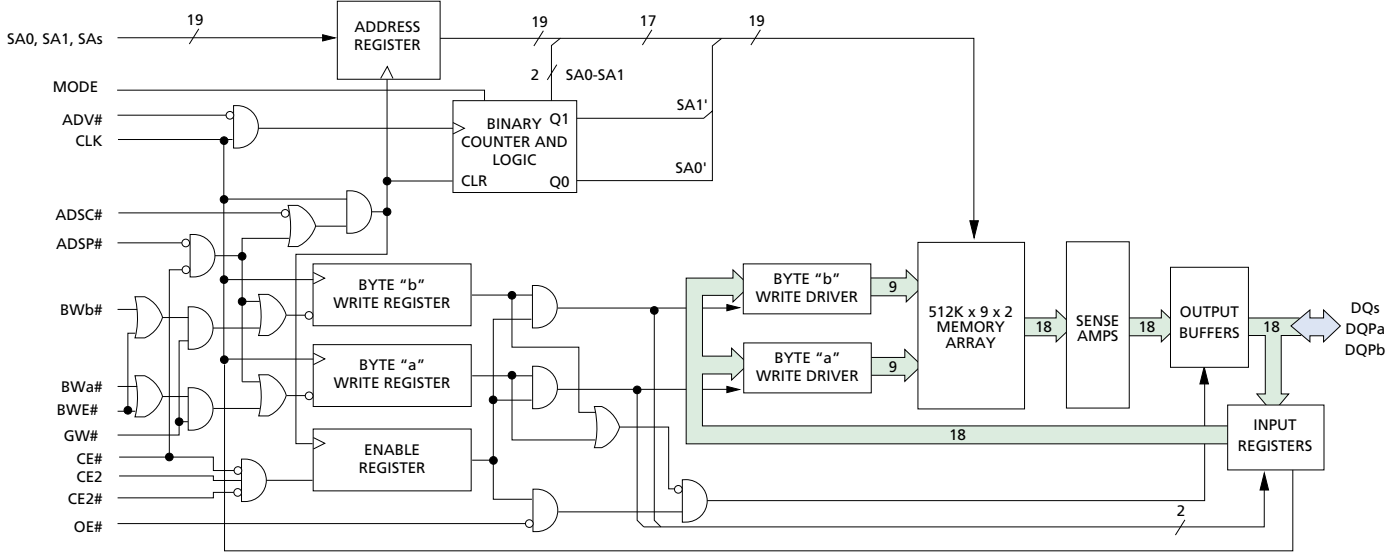 19
SA0, SA1, SAs
ADDRESS
REGISTER
19
17
19
2
SA0-SA1
MODE
ADV#
CLK
BINARY
COUNTER AND
LOGIC
Q1
SA1'
CLR
Q0
SA0'
ADSC#
ADSP#
BYTE “b”
WRITE REGISTER
BYTE “b”
WRITE DRIVER
9
512K x 9 x 2
MEMORY
ARRAY
18
SENSE
AMPS
18
OUTPUT
BUFFERS
18
DQs
DQPa
DQPb
BWb#
BYTE “a”
WRITE REGISTER
BYTE “a”
WRITE DRIVER
9
BWa#
BWE#
GW#
CE#
CE2
CE2#
ENABLE
REGISTER
18
INPUT
REGISTERS
OE#
2